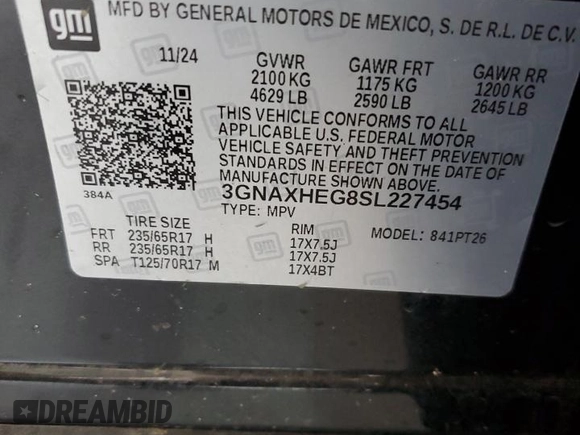 gm MFD BY GENERAL MOTORS DE MEXICO, S. DE R.L. DE C.V.
11/24 GVWR GAWR FRT GAWR RR
2100 KG 1175 KG 1200 KG
4629 LB 2590 LB 2645 LB
THIS VEHICLE CONFORMS TO ALL
APPLICABLE U.S. FEDERAL MOTOR
VEHICLE SAFETY AND THEFT PREVENTION
STANDARDS IN EFFECT ON THE DATE OF
MANUFACTURE SHOWN ABOVE.
384A 3GNAXHEG8SL227454
TYPE: MPV
TIRE SIZE RIM MODEL: 841PT26
FRT 235/65R17 H 17X7.5J
RR 235/65R17 H 17X7.5J
SPA T125/70R17 M 17X4BT
DREAMBID